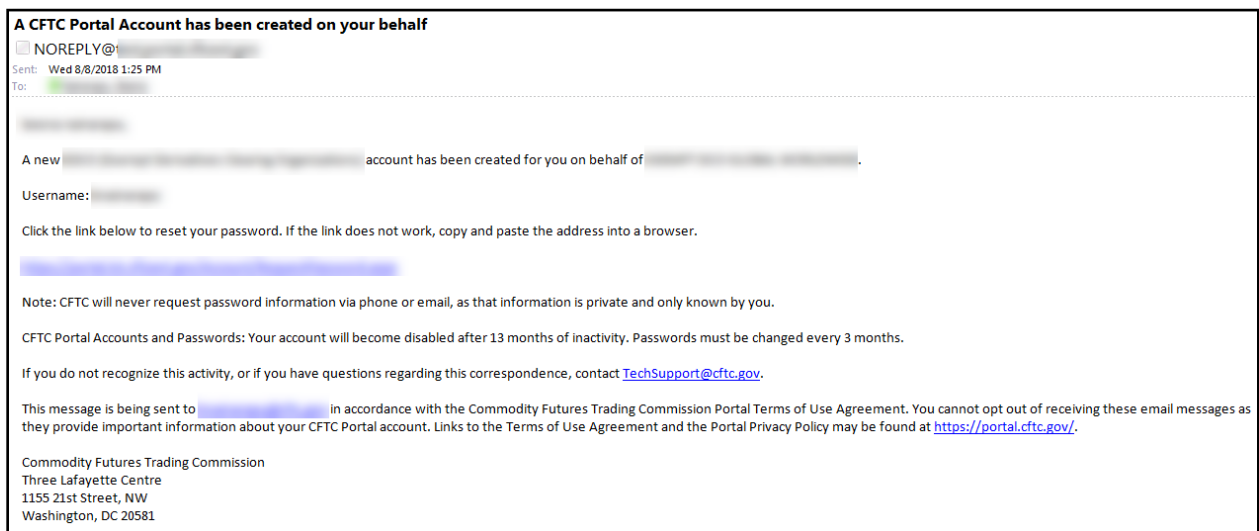 A CFTC Portal Account has been created on your behalf
NOREPLY@
Sent: Wed 8/8/2018 1:25 PM
To:
A new account has been created for you on behalf of .
Username:
Click the link below to reset your password. If the link does not work, copy and paste the address into a browser.
Note: CFTC will never request password information via phone or email, as that information is private and only known by you.
CFTC Portal Accounts and Passwords: Your account will become disabled after 13 months of inactivity. Passwords must be changed every 3 months.
If you do not recognize this activity, or if you have questions regarding this correspondence, contact TechSupport@cftc.gov.
This message is being sent to in accordance with the Commodity Futures Trading Commission Portal Terms of Use Agreement. You cannot opt out of receiving these email messages as
they provide important information about your CFTC Portal account. Links to the Terms of Use Agreement and the Portal Privacy Policy may be found at https://portal.cftc.gov/.
Commodity Futures Trading Commission
Three Lafayette Centre
1155 21st Street, NW
Washington, DC 20581